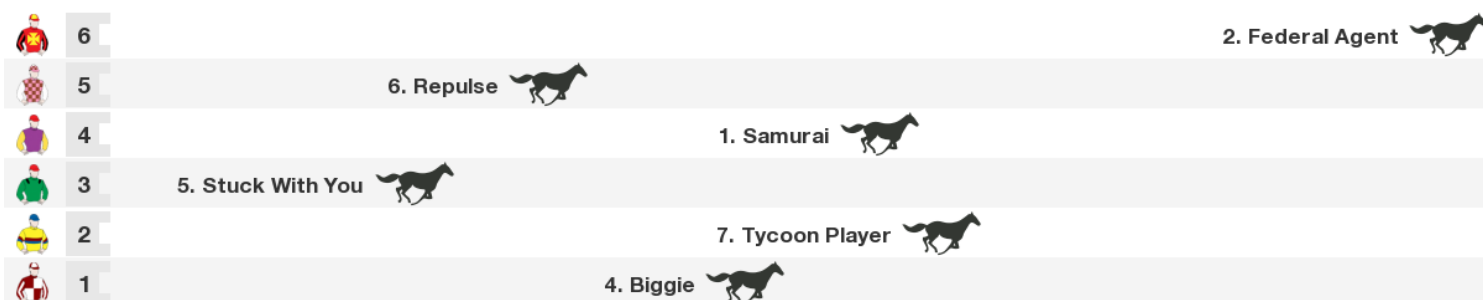 6 2. Federal Agent
5 6. Repulse
4 1. Samurai
3 5. Stuck With You
2 7. Tycoon Player
1 4. Biggie